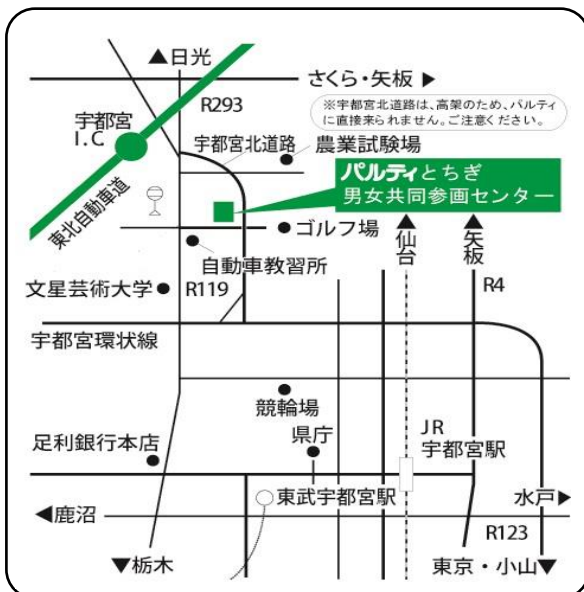 ▲日光
さくら・矢板▶
R293
※宇都宮北道路は、高架のため、パルティ
に直接来られません。ご注意ください。
宇都宮
I.C
宇都宮北道路
農業試験場
パルティとちぎ
男女共同参画センター
東北自動車道
ゴルフ場
▲仙台
▲矢板
自動車教習所
文星芸術大学
R119
R4
宇都宮環状線
競輪場
県庁
JR
宇都宮駅
足利銀行本店
東武宇都宮駅
水戸▶
◀鹿沼
R123
▼栃木
東京・小山▼